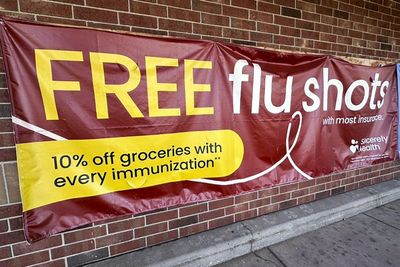 FREE flu shots
with most insurance.
10% off groceries with
every immunization**
Sincerely
Health